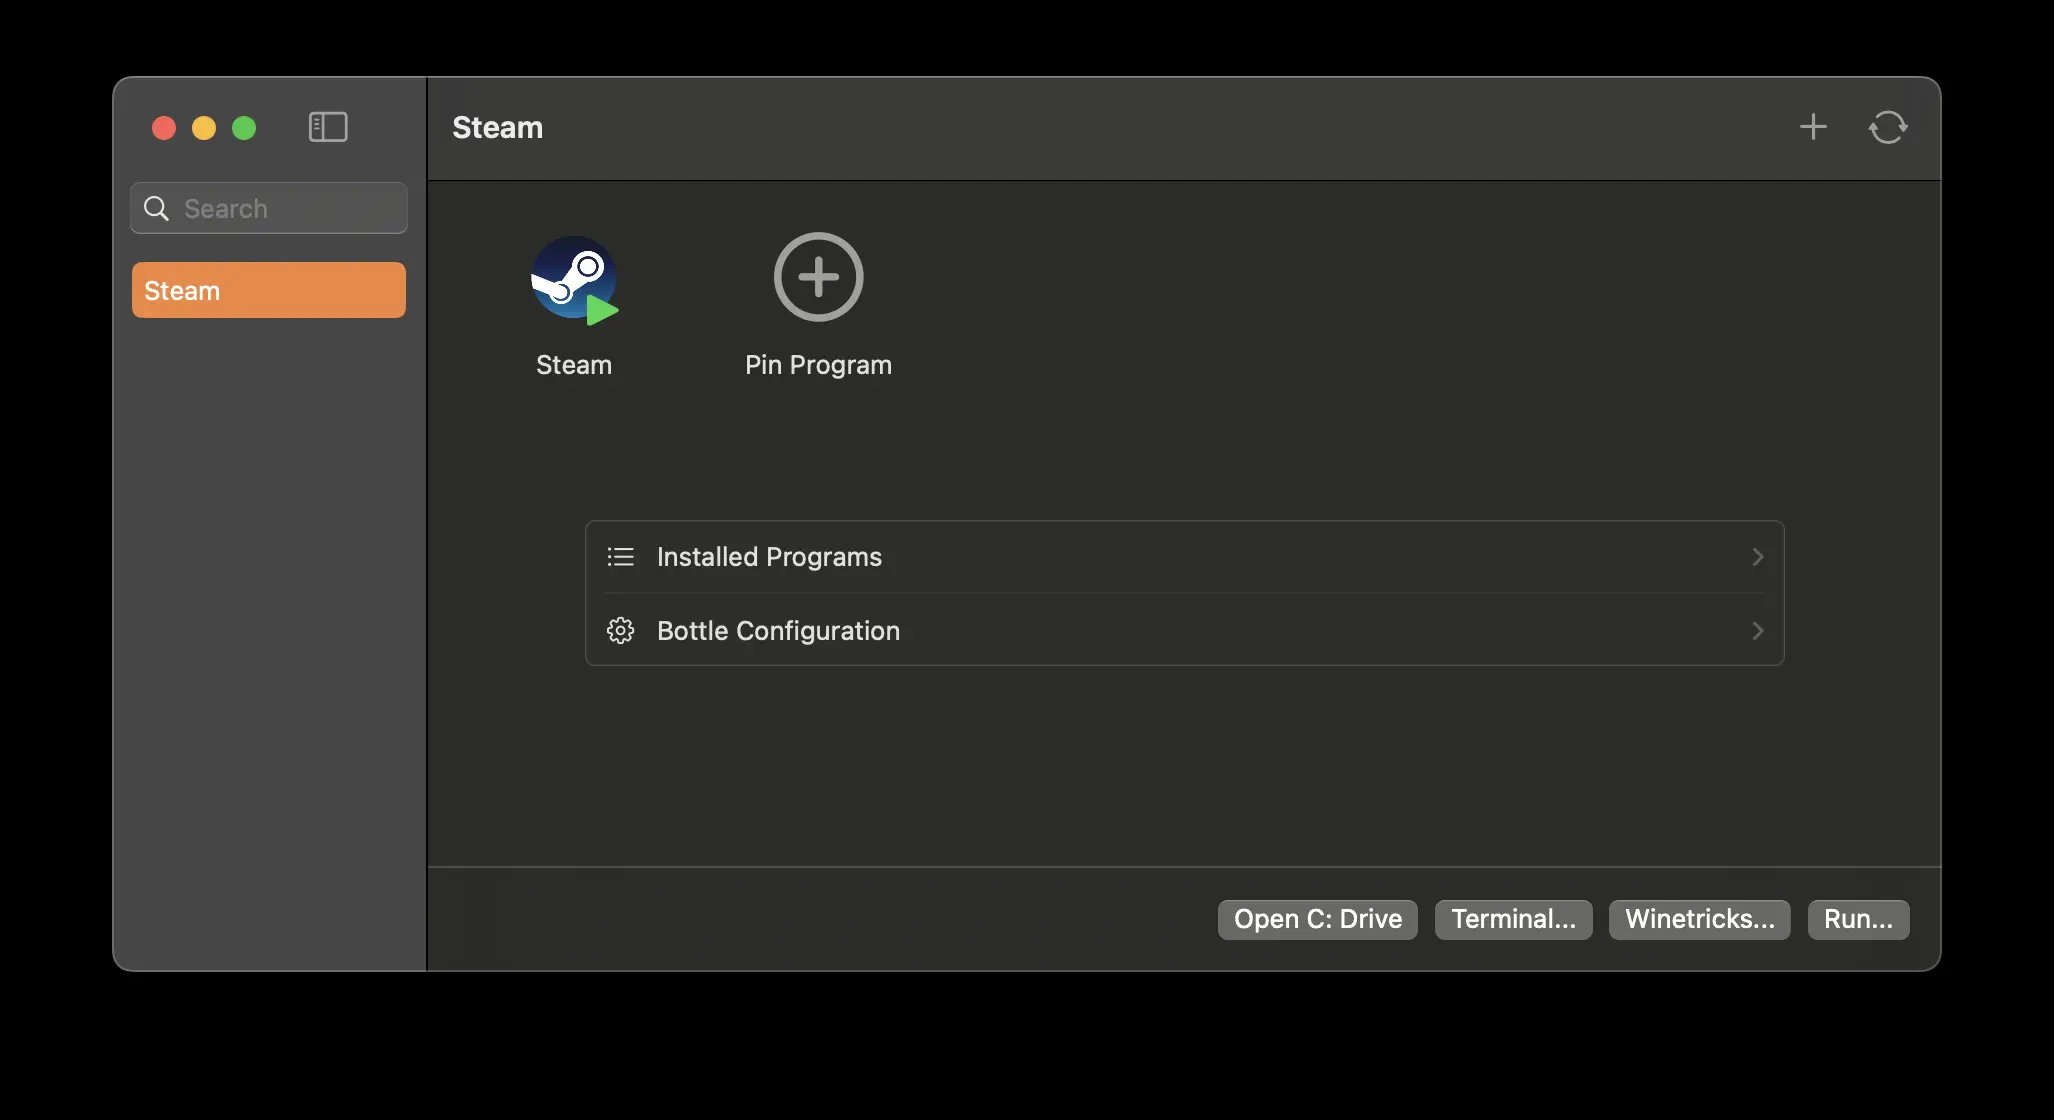 Steam
Search
Steam
Steam
Pin Program
Installed Programs
Bottle Configuration
Open C: Drive
Terminal...
Winetricks...
Run...